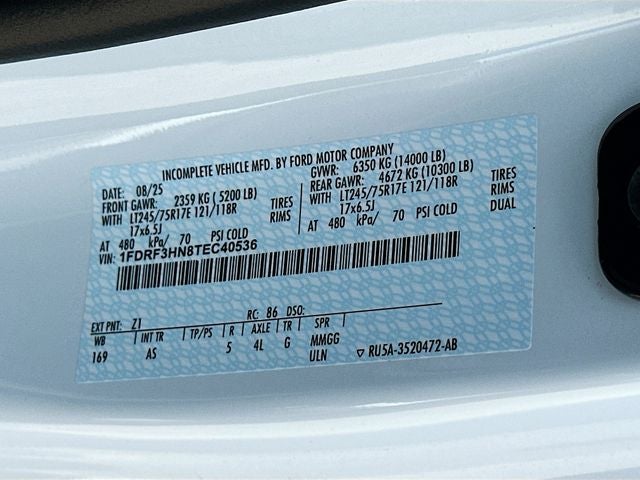 INCOMPLETE VEHICLE MFD. BY FORD MOTOR COMPANY
DATE: 08/25 GVWR: 6350 KG (14000 LB)
FRONT GAWR: 2359 KG ( 5200 LB) REAR GAWR: 4672 KG (10300 LB)
WITH LT245/75R17E 121/118R TIRES WITH LT245/75R17E 121/118R TIRES
17x6.5J RIMS 17x6.5J RIMS
AT 480 kPa/ 70 PSI COLD AT 480 kPa/ 70 PSI COLD DUAL
VIN: 1FDRF3HN8TEC40536
EXT PNT: Z1 RC: 86 DSO:
WB INT TR TP/PS R AXLE TR SPR
169 AS 5 4L G MMGG
ULN ▽ RU5A-3520472-AB